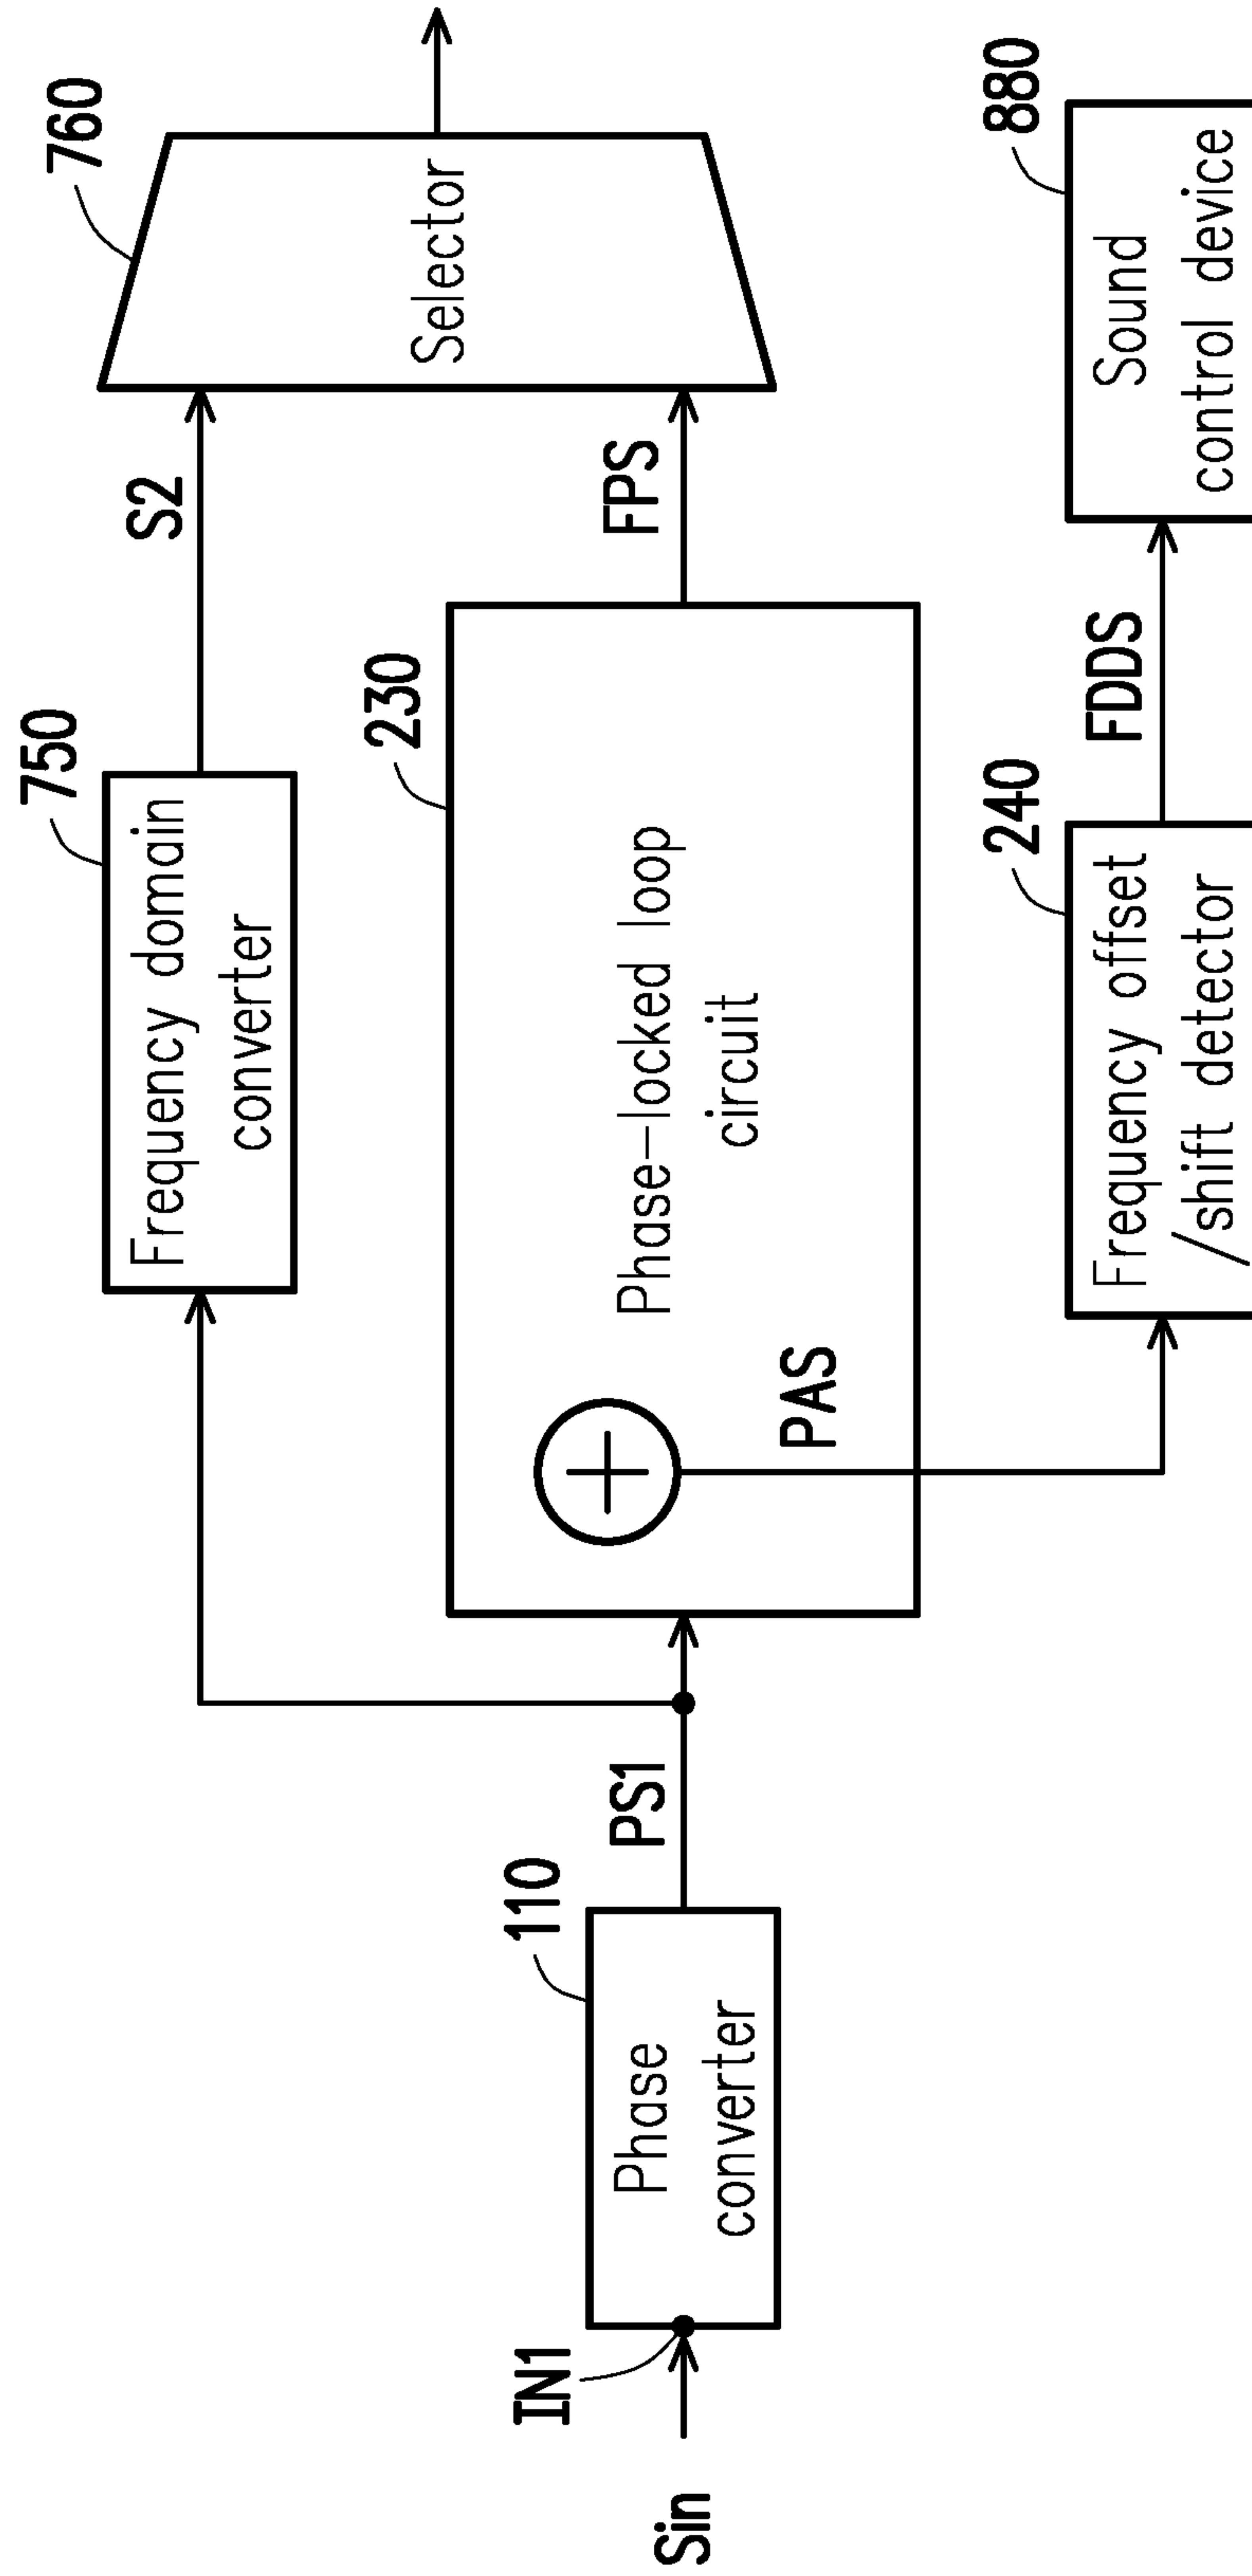 750
Frequency domain
converter
S2
760
Selector
Sin
IN1
110
Phase
converter
PS1
230
Phase-locked loop
circuit
PAS
FPS
240
Frequency offset
/shift detector
FDDS
880
Sound
control device